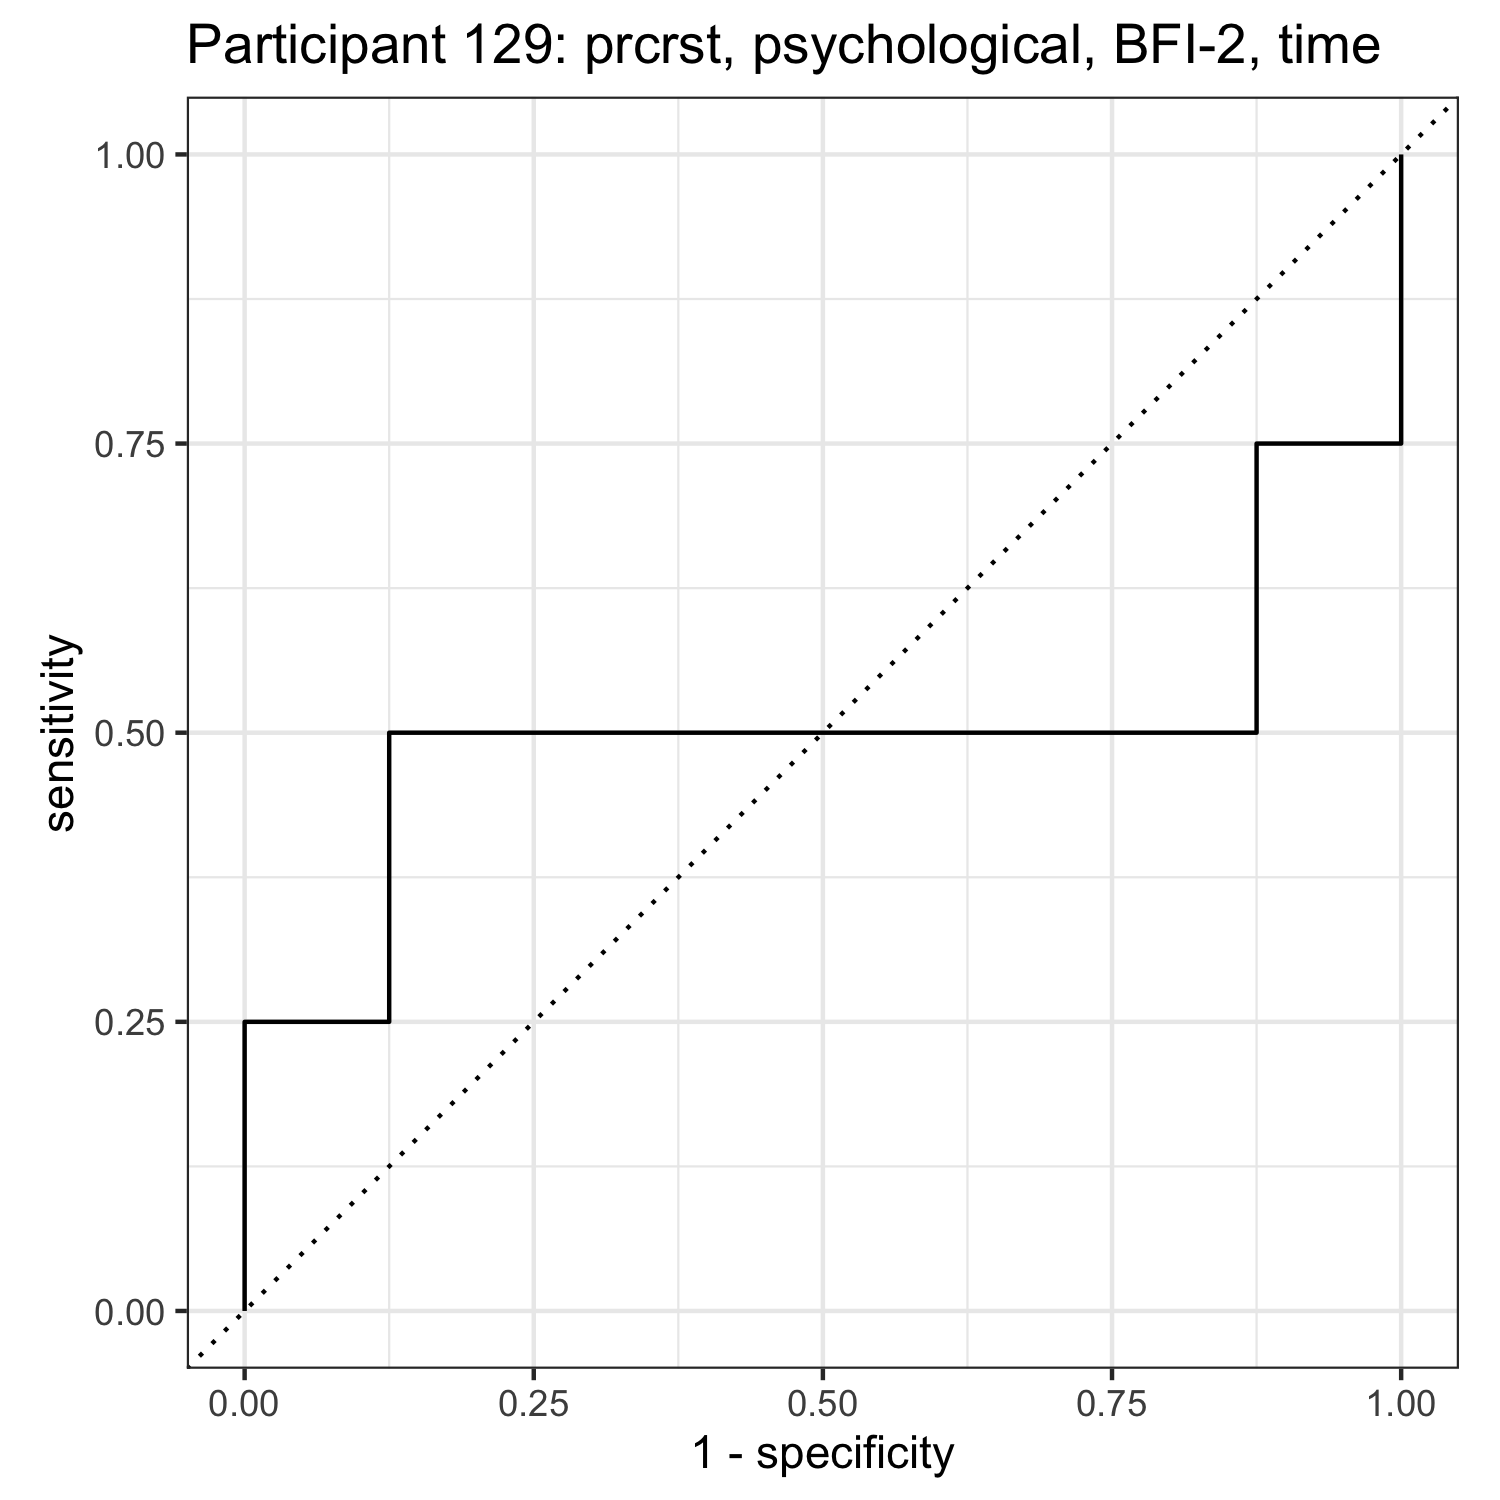 Participant 129: prcrst, psychological, BFI-2, time
1.00
0.75
0.50
0.25
0.00
sensitivity
0.00 0.25 0.50 0.75 1.00
1 - specificity